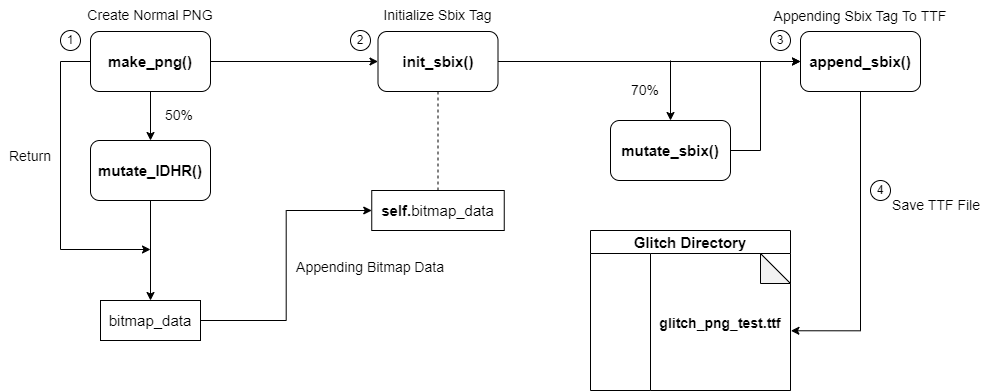 Create Normal PNG
Initialize Sbix Tag
Appending Sbix Tag To TTF
1
make_png()
2
init_sbix()
3
append_sbix()
50%
70%
Return
mutate_IDHR()
mutate_sbix()
self.bitmap_data
4
Save TTF File
Glitch Directory
Appending Bitmap Data
bitmap_data
glitch_png_test.ttf